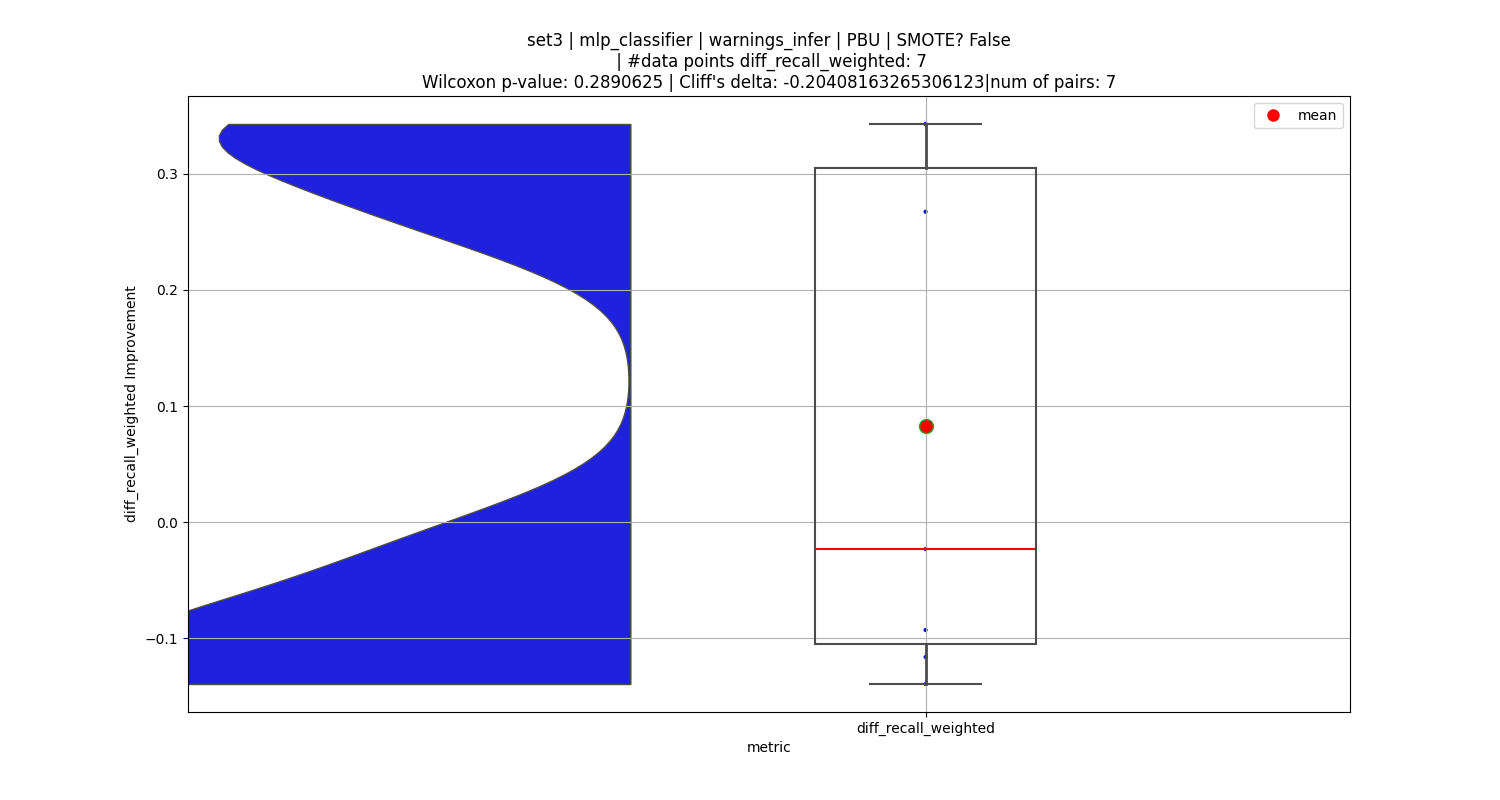 set3 | mlp_classifier | warnings_infer | PBU | SMOTE? False
| #data points diff_recall_weighted: 7
Wilcoxon p-value: 0.2890625 | Cliff's delta: -0.20408163265306123|num of pairs: 7
mean
0.3
0.2
0.1
0.0
−0.1
diff_recall_weighted Improvement
diff_recall_weighted
metric